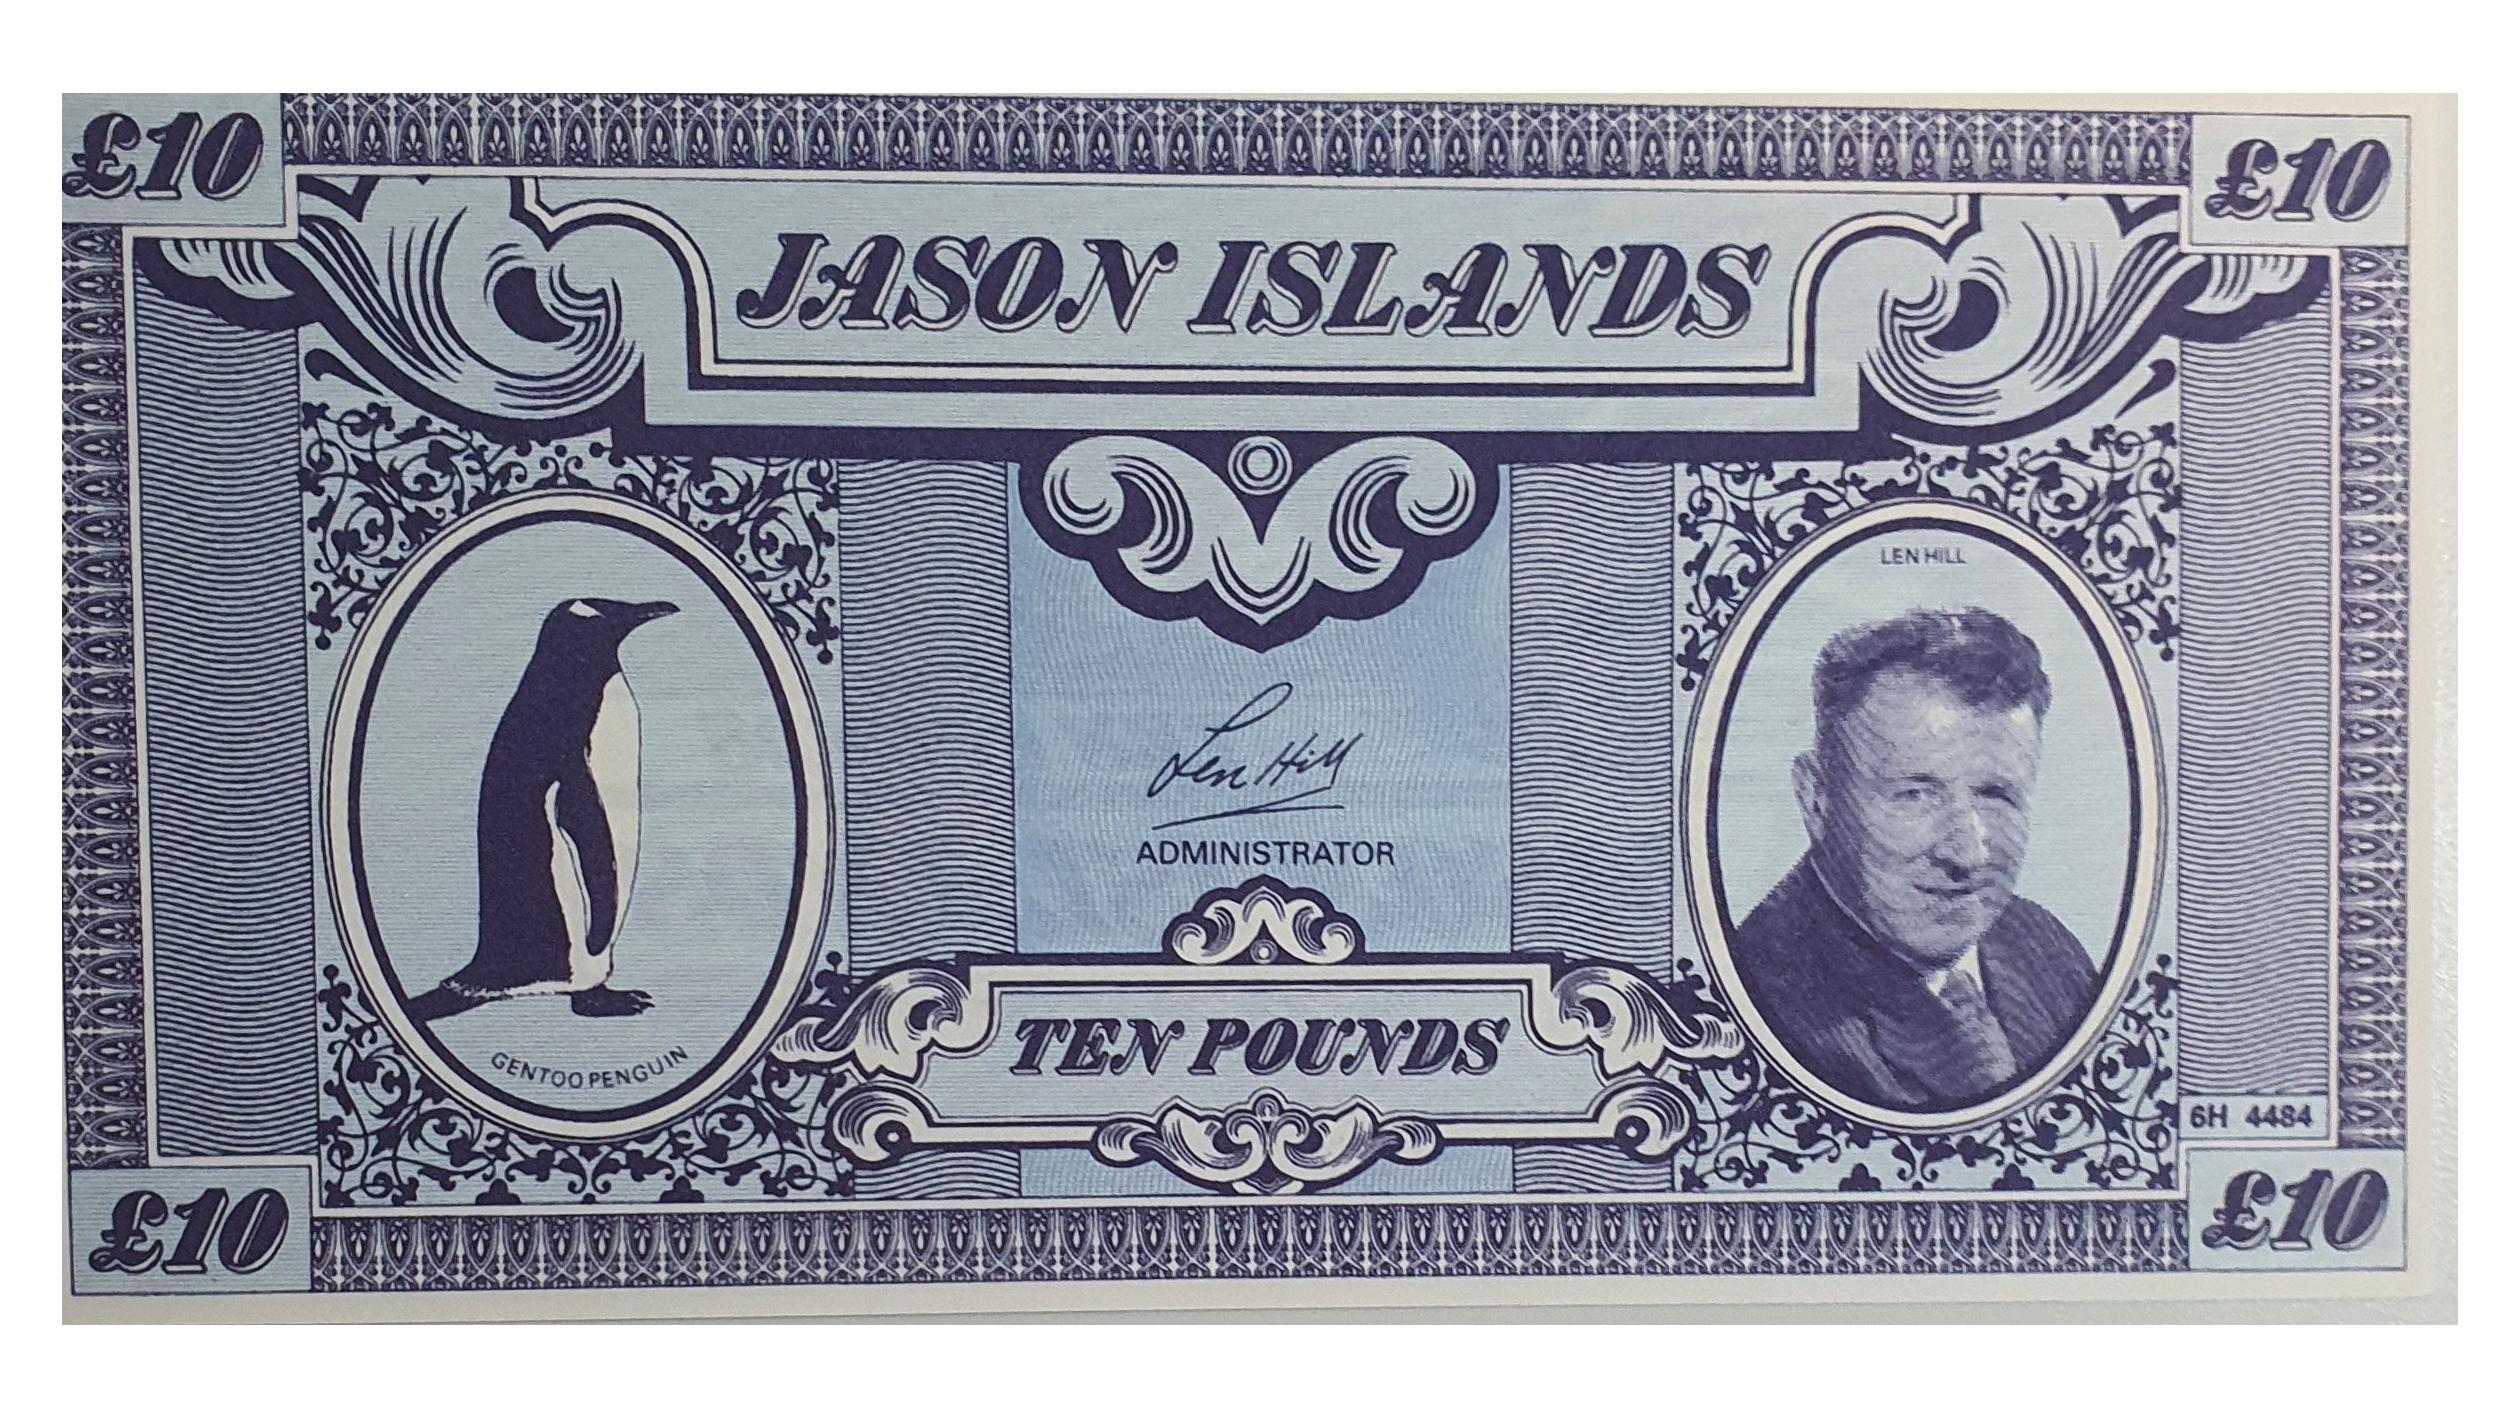 £10
£10
JASON ISLANDS
LEN HILL
Len Hill
ADMINISTRATOR
TEN POUNDS
GENTOO PENGUIN
6H 4484
£10
£10